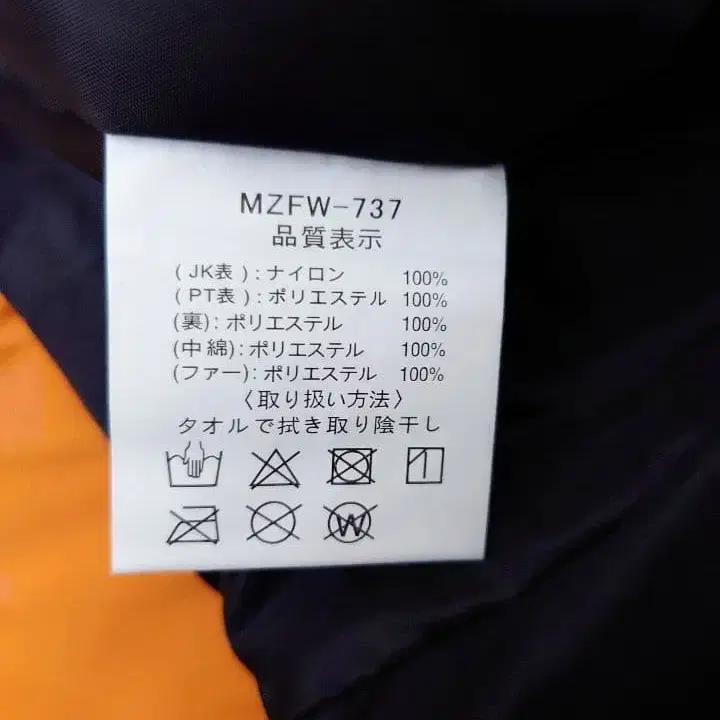 MZFW-737
品質表示
(JK表):ナイロン 100%
(PT表):ポリエステル 100%
(裏):ポリエステル 100%
(中綿):ポリエステル 100%
(ファー):ポリエステル 100%
〈取り扱い方法〉
タオルで拭き取り陰干し
W